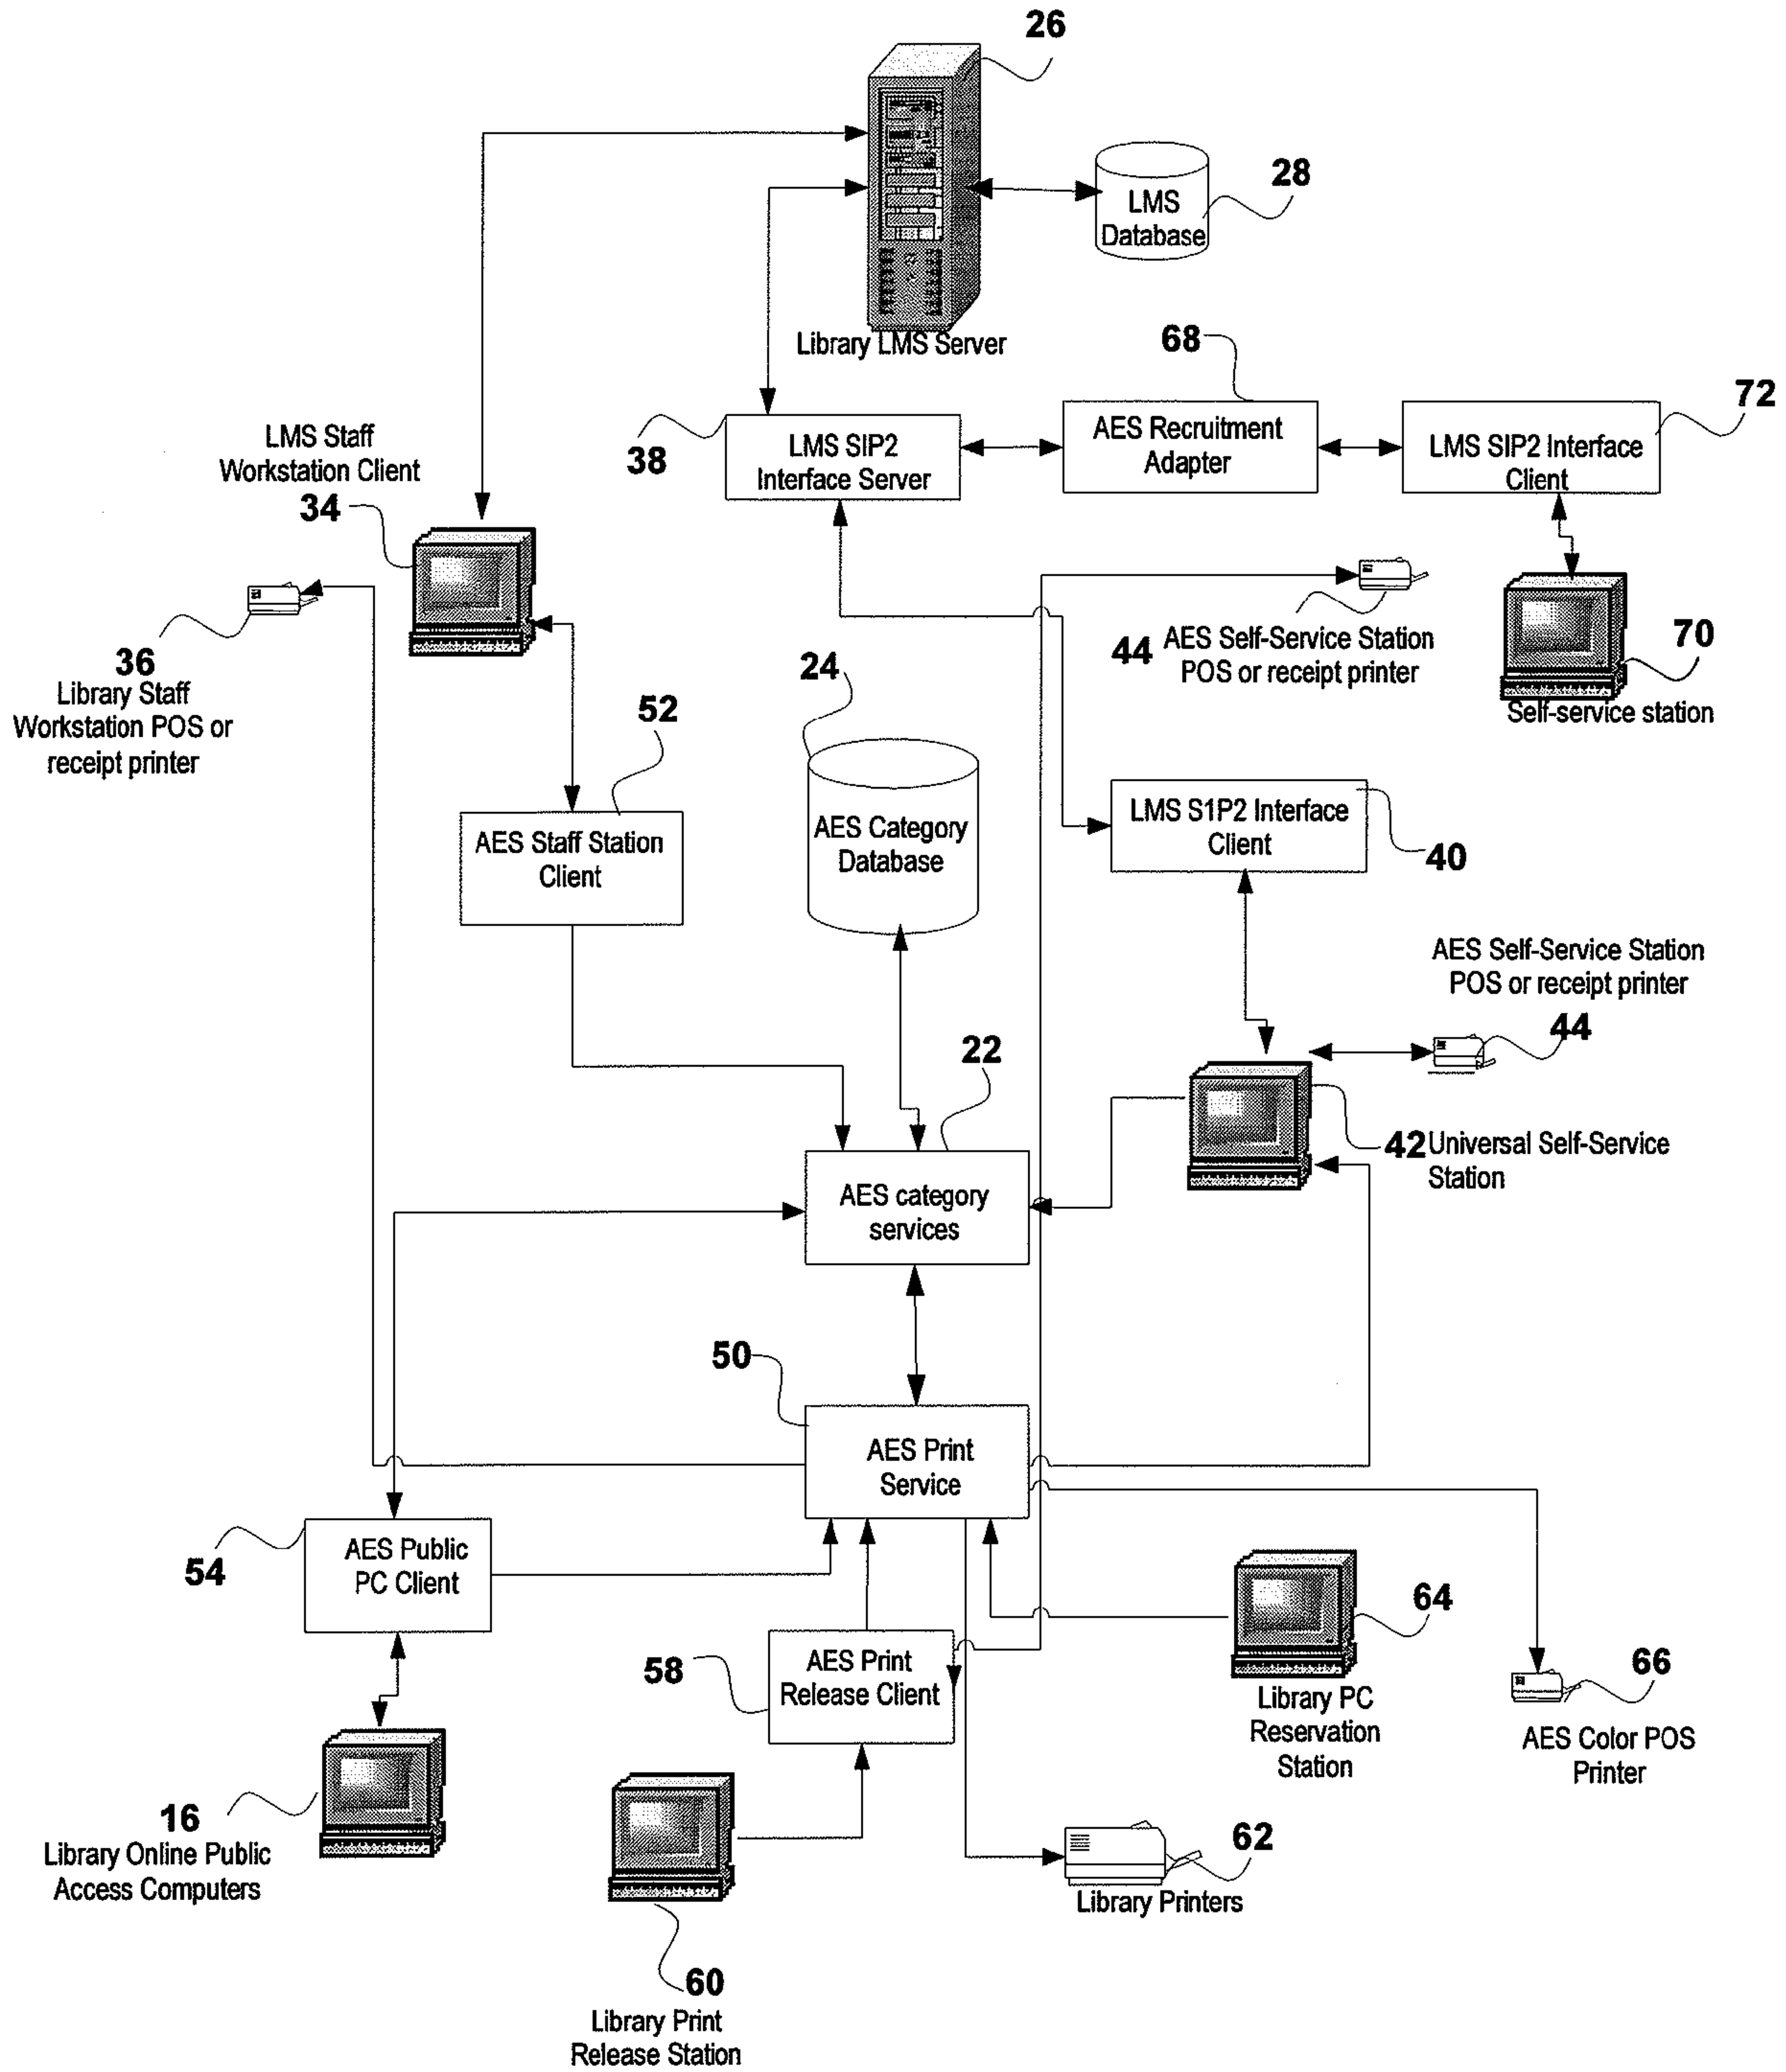 26
28
LMS
Database
Library LMS Server
68
72
LMS Staff
Workstation Client
34
38
LMS SIP2
Interface Server
AES Recruitment
Adapter
LMS SIP2 Interface
Client
36
Library Staff
Workstation POS or
receipt printer
44
AES Self-Service Station
POS or receipt printer
70
Self-service station
24
52
AES Category
Database
AES Staff Station
Client
LMS S1P2 Interface
Client
40
AES Self-Service Station
POS or receipt printer
44
22
42
Universal Self-Service
Station
AES category
services
50
AES Print
Service
54
AES Public
PC Client
64
58
AES Print
Release Client
66
Library PC
Reservation
Station
AES Color POS
Printer
16
Library Online Public
Access Computers
62
Library Printers
60
Library Print
Release Station